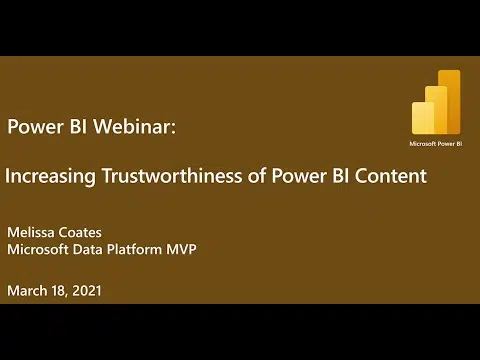 Power BI Webinar:
Microsoft Power BI
Increasing Trustworthiness of Power BI Content
Melissa Coates
Microsoft Data Platform MVP
March 18, 2021